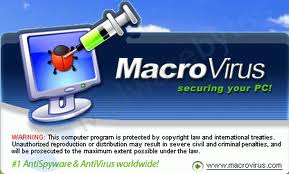 MacroVirus
securing your PC!
WARNING: This computer program is protected by copyright law and international treaties.
Unauthorized reproduction or distribution may result in severe civil and criminal penalties, and
will be prosecuted to the maximum extent possible under the law.
#1 AntiSpyware & AntiVirus worldwide!
www.macrovirus.com